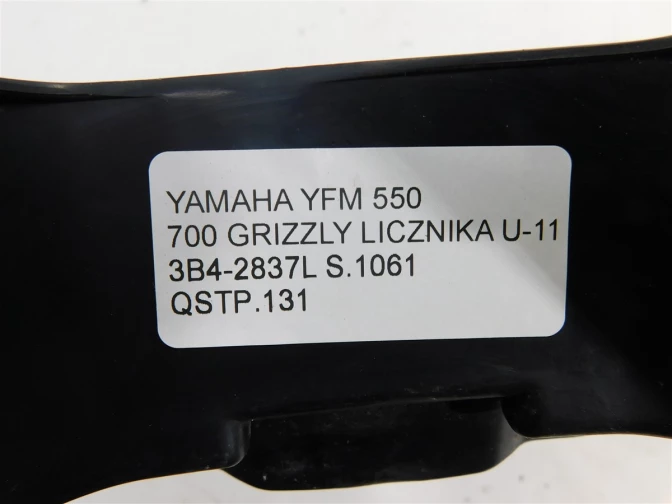 YAMAHA YFM 550
700 GRIZZLY LICZNIKA U-11
3B4-2837L S.1061
QSTP.131